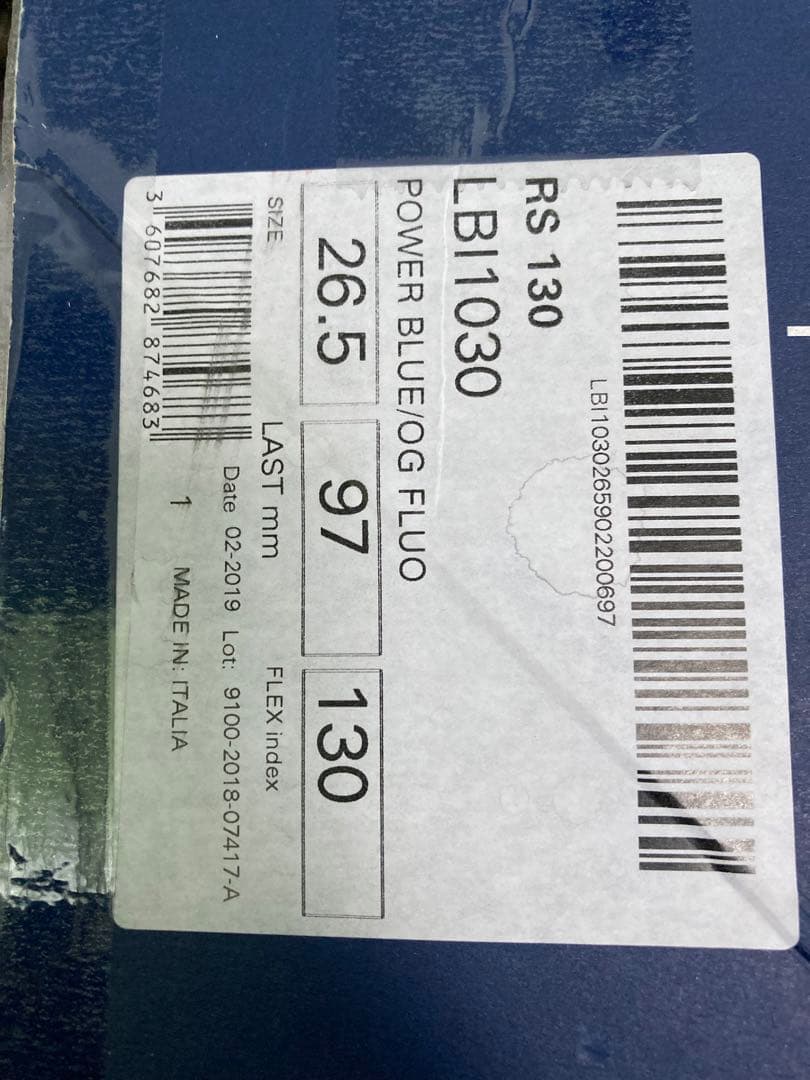 LBI1030265902200697
RS 130
LBI1030
POWER BLUE/OG FLUO
26.5 97 130
SIZE LAST mm FLEX index
Date 02-2019 Lot: 9100-2018-07417-A
1 MADE IN: ITALIA
3 607682 874683